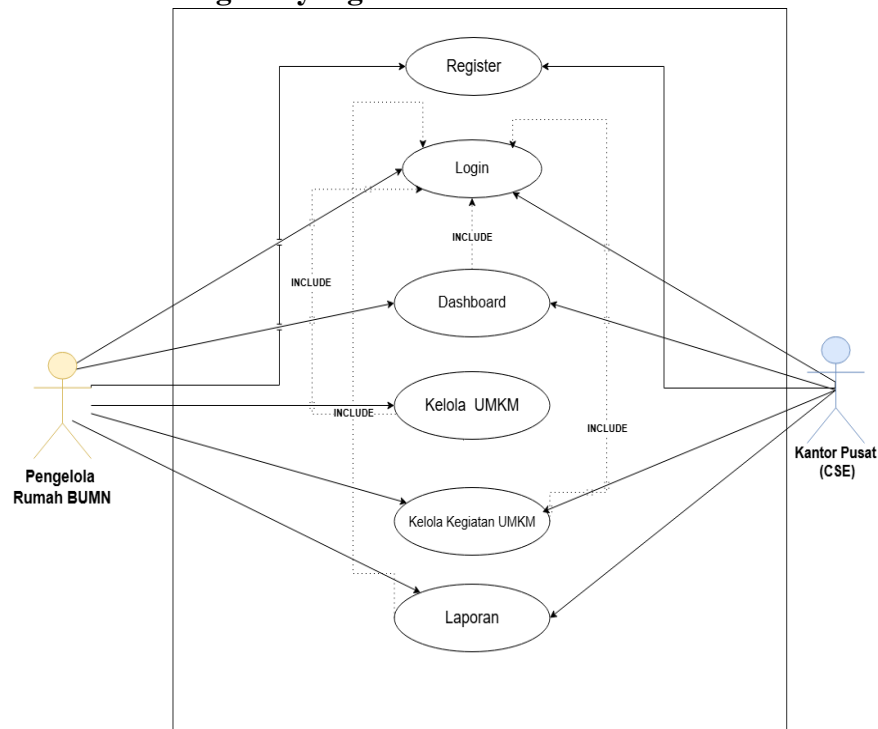 Register
Login
INCLUDE
INCLUDE
Dashboard
Kelola UMKM
INCLUDE
INCLUDE
Kantor Pusat
(CSE)
Pengelola
Rumah BUMN
Kelola Kegiatan UMKM
Laporan